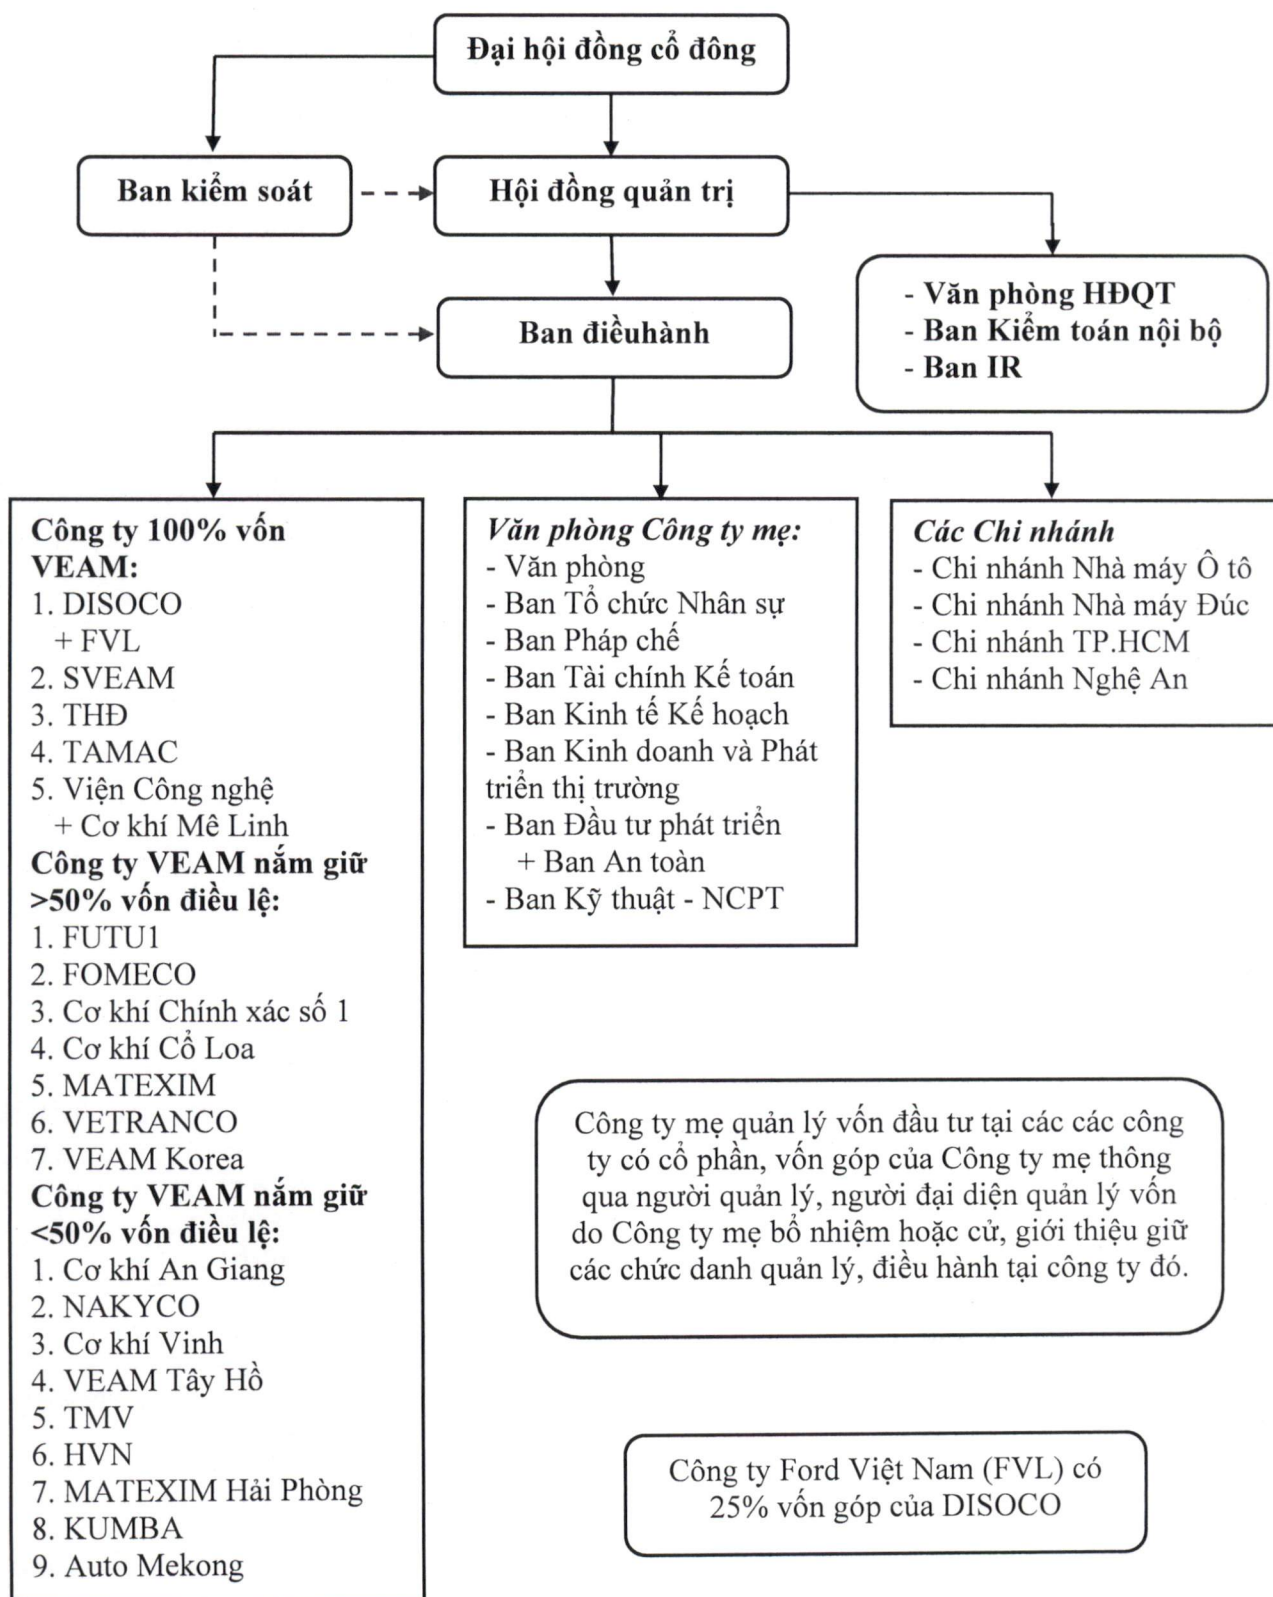 Đại hội đồng cổ đông
Ban kiểm soát
Hội đồng quản trị
- Văn phòng HĐQT
- Ban Kiểm toán nội bộ
- Ban IR
Ban điềuhành
Công ty 100% vốn
VEAM:
1. DISOCO
+ FVL
2. SVEAM
3. THĐ
4. TAMAC
5. Viện Công nghệ
+ Cơ khí Mê Linh
Công ty VEAM nắm giữ
>50% vốn điều lệ:
1. FUTU1
2. FOMECO
3. Cơ khí Chính xác số 1
4. Cơ khí Cổ Loa
5. MATEXIM
6. VETRANCO
7. VEAM Korea
Công ty VEAM nắm giữ
<50% vốn điều lệ:
1. Cơ khí An Giang
2. NAKYCO
3. Cơ khí Vinh
4. VEAM Tây Hồ
5. TMV
6. HVN
7. MATEXIM Hải Phòng
8. KUMBA
9. Auto Mekong
Văn phòng Công ty mẹ:
- Văn phòng
- Ban Tổ chức Nhân sự
- Ban Pháp chế
- Ban Tài chính Kế toán
- Ban Kinh tế Kế hoạch
- Ban Kinh doanh và Phát
triển thị trường
- Ban Đầu tư phát triển
+ Ban An toàn
- Ban Kỹ thuật - NCPT
Các Chi nhánh
- Chi nhánh Nhà máy Ô tô
- Chi nhánh Nhà máy Đúc
- Chi nhánh TP.HCM
- Chi nhánh Nghệ An
Công ty mẹ quản lý vốn đầu tư tại các các công
ty có cổ phần, vốn góp của Công ty mẹ thông
qua người quản lý, người đại diện quản lý vốn
do Công ty mẹ bổ nhiệm hoặc cử, giới thiệu giữ
các chức danh quản lý, điều hành tại công ty đó.
Công ty Ford Việt Nam (FVL) có
25% vốn góp của DISOCO